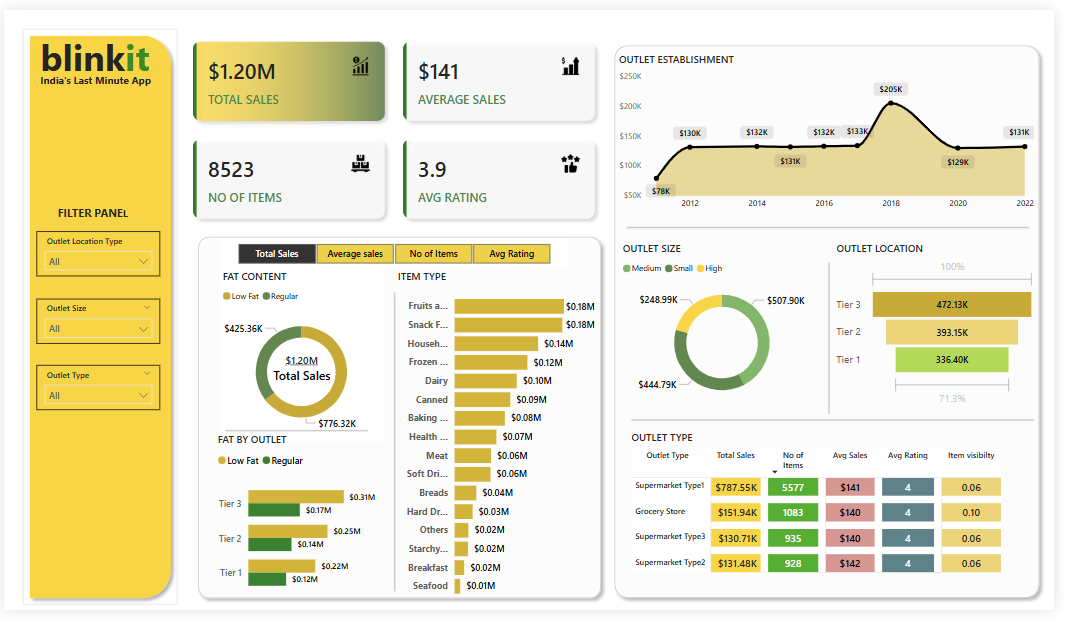 blinkit
India's Last Minute App
FILTER PANEL
Outlet Location Type
All
Outlet Size
All
Outlet Type
All
$1.20M
TOTAL SALES
$141
AVERAGE SALES
8523
NO OF ITEMS
3.9
AVG RATING
Total Sales Average sales No of Items Avg Rating
FAT CONTENT
Low Fat Regular
$425.36K
$1.20M
Total Sales
$776.32K
FAT BY OUTLET
Low Fat Regular
Tier 3 $0.31M
$0.17M
Tier 2 $0.25M
$0.14M
Tier 1 $0.22M
$0.12M
ITEM TYPE
Fruits a... $0.18M
Snack F... $0.18M
Househ... $0.14M
Frozen ... $0.12M
Dairy $0.10M
Canned $0.09M
Baking ... $0.08M
Health ... $0.07M
Meat $0.06M
Soft Dri... $0.06M
Breads $0.04M
Hard Dr... $0.03M
Others $0.02M
Starchy... $0.02M
Breakfast $0.02M
Seafood $0.01M
OUTLET ESTABLISHMENT
$250K
$200K
$150K
$100K
$50K
$78K
$130K
$132K
$131K
$132K
$133K
$205K
$129K
$131K
2012 2014 2016 2018 2020 2022
OUTLET SIZE
Medium Small High
$248.99K
$507.90K
$444.79K
OUTLET LOCATION
100%
Tier 3 472.13K
Tier 2 393.15K
Tier 1 336.40K
71.3%
OUTLET TYPE
Outlet Type Total Sales No of Items Avg Sales Avg Rating Item visibilty
Supermarket Type1 $787.55K 5577 $141 4 0.06
Grocery Store $151.94K 1083 $140 4 0.10
Supermarket Type3 $130.71K 935 $140 4 0.06
Supermarket Type2 $131.48K 928 $142 4 0.06